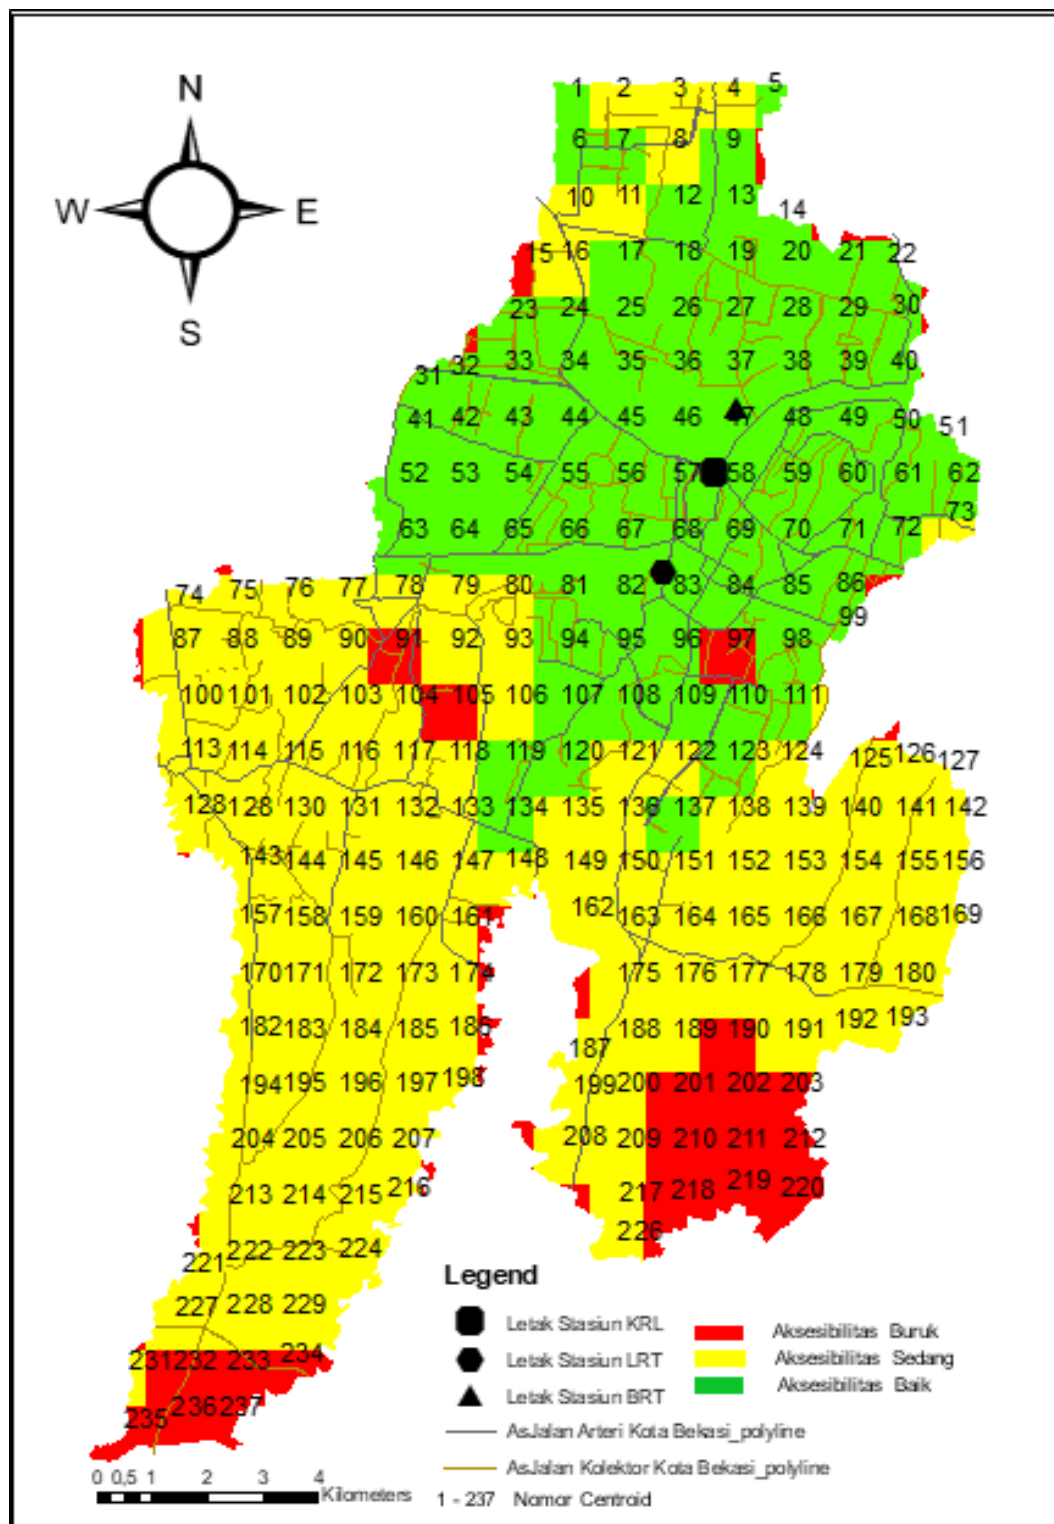 N
W E
S
1 2 3 4 5
6 7 8 9
10 11 12 13
14
15 16 17 18 19 20 21 22
23 24 25 26 27 28 29 30
31 32 33 34 35 36 37 38 39 40
41 42 43 44 45 46 47 48 49 50 51
52 53 54 55 56 57 58 59 60 61 62
63 64 65 66 67 68 69 70 71 72 73
74 75 76 77 78 79 80 81 82 83 84 85 86
87 88 89 90 91 92 93 94 95 96 97 98 99
100 101 102 103 104 105 106 107 108 109 110 111
113 114 115 116 117 118 119 120 121 122 123 124 125 126 127
128 128 130 131 132 133 134 135 136 137 138 139 140 141 142
143 144 145 146 147 148 149 150 151 152 153 154 155 156
157 158 159 160 161 162 163 164 165 166 167 168 169
170 171 172 173 174 175 176 177 178 179 180
182 183 184 185 186 187 188 189 190 191 192 193
194 195 196 197 198 199 200 201 202 203
204 205 206 207 208 209 210 211 212
213 214 215 216 217 218 219 220
221 222 223 224 226
227 228 229
231 232 233 234
235 236 237
Legend
Letak Stasiun KRL
Letak Stasiun LRT
Letak Stasiun BRT
AsJalan Arteri Kota Bekasi_polyline
AsJalan Kolektor Kota Bekasi_polyline
1 - 237 Nomor Centroid
Aksesibilitas Buruk
Aksesibilitas Sedang
Aksesibilitas Baik
0 0,5 1 2 3 4
Kilometers